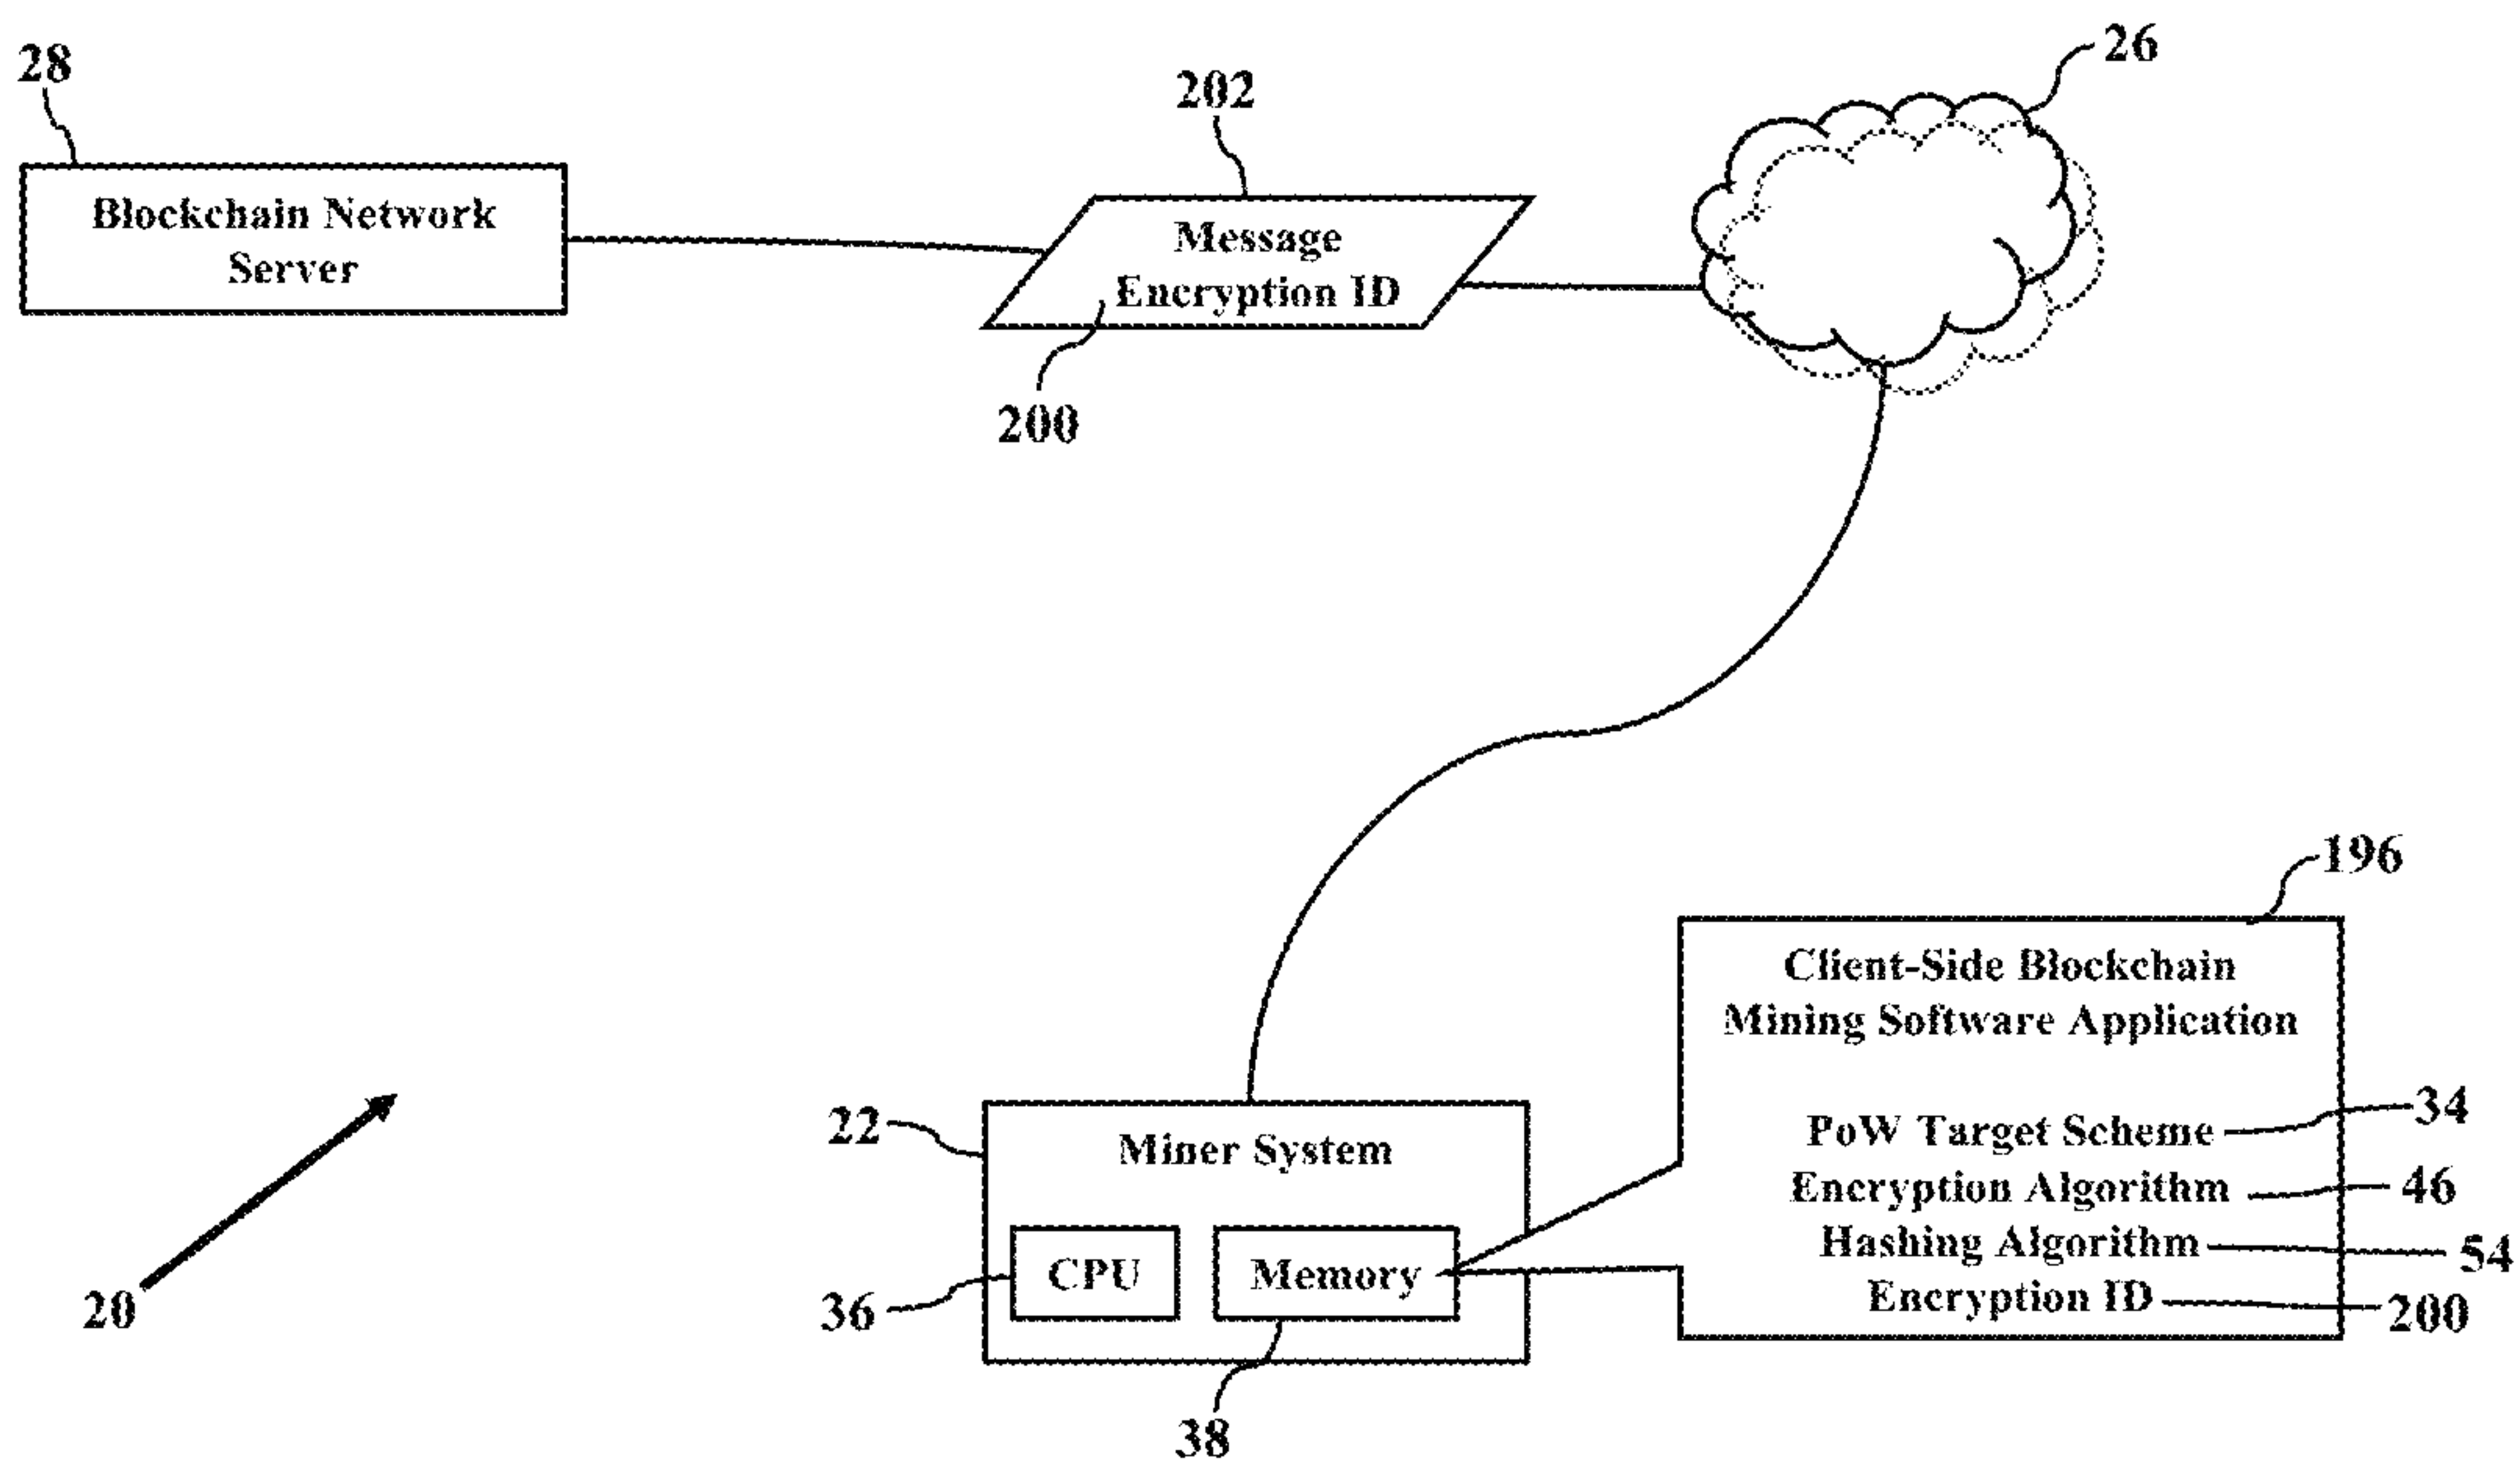 28
202
26
Blockchain Network
Server
Message
Encryption ID
200
196
Client-Side Blockchain
Mining Software Application
22
Miner System
PoW Target Scheme
34
Encryption Algorithm
46
Hashing Algorithm
54
Encryption ID
200
CPU
Memory
36
38
20